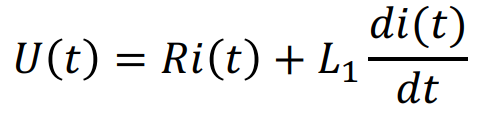 U(t) = Ri(t) + L₁ di(t)/dt